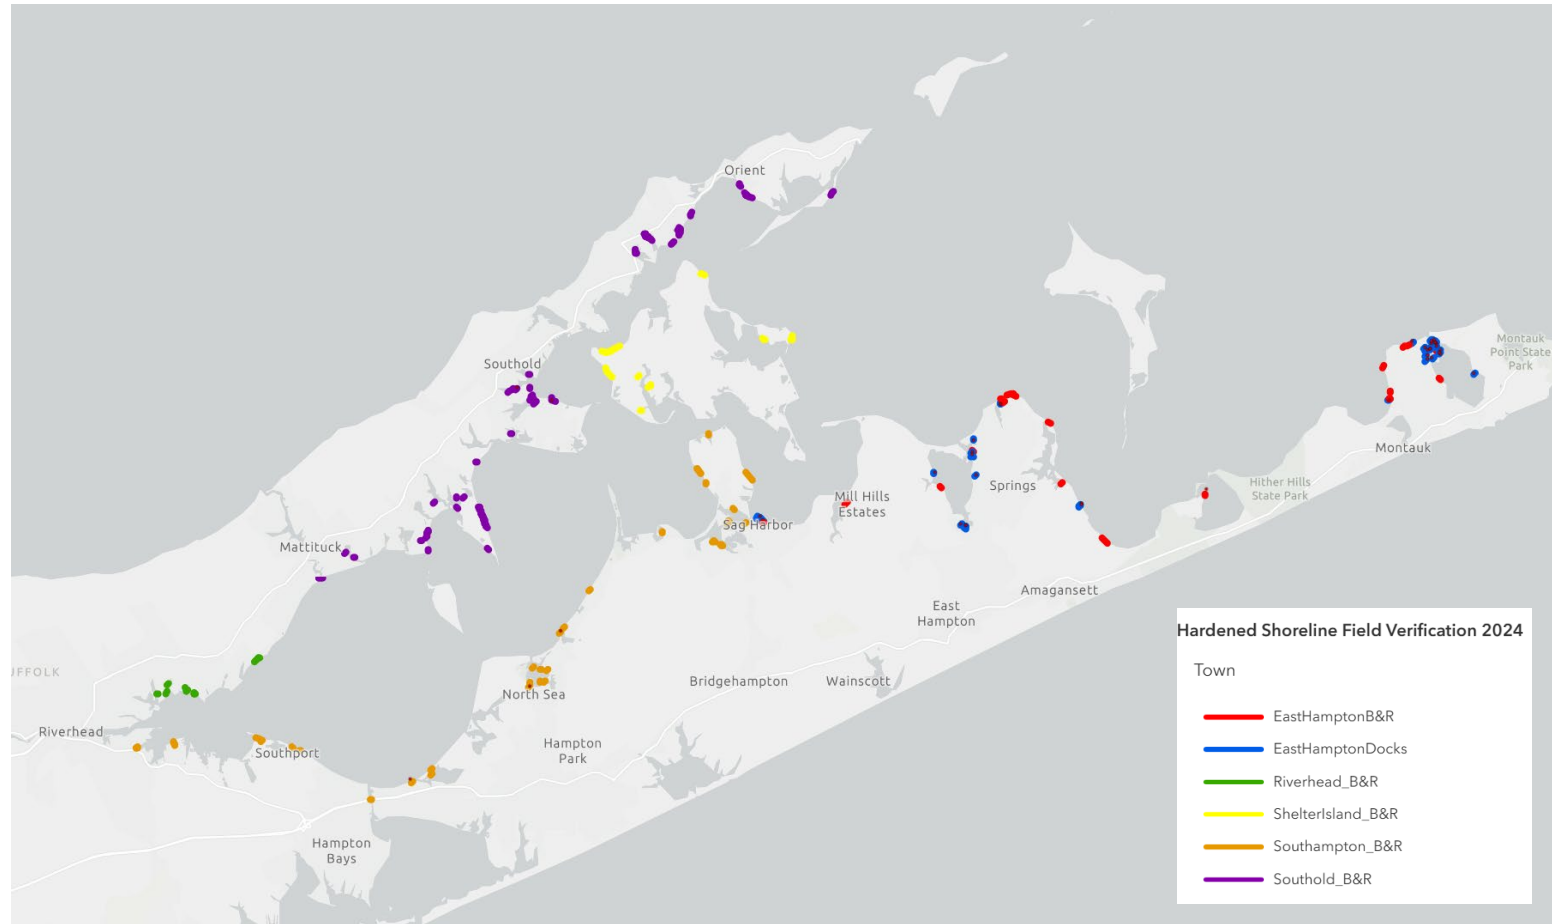 Orient
Montauk
Point State
Park
Southold
Montauk
Hither Hills
State Park
Springs
Mill Hills
Estates
Sag Harbor
Mattituck
Amagansett
East
Hampton
Hardened Shoreline Field Verification 2024
Town
EastHamptonB&R
EastHamptonDocks
Riverhead_B&R
ShelterIsland_B&R
Southampton_B&R
Southold_B&R
UFFOLK
North Sea
Bridgehampton
Wainscott
Riverhead
Southport
Hampton
Park
Hampton
Bays